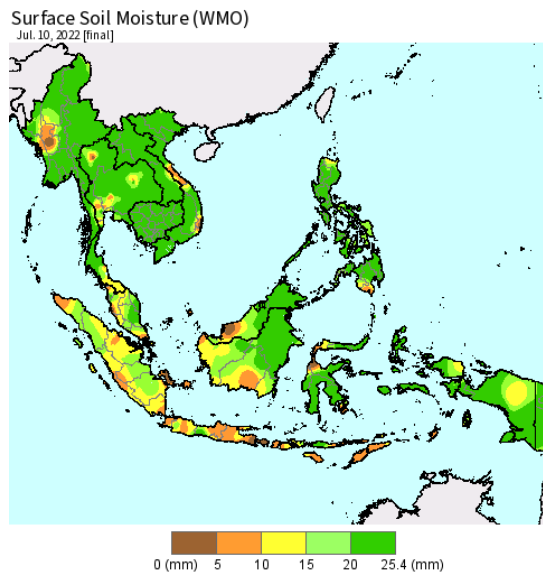 Surface Soil Moisture (WMO)
Jul. 10, 2022 [final]
0 (mm) 5 10 15 20 25.4 (mm)